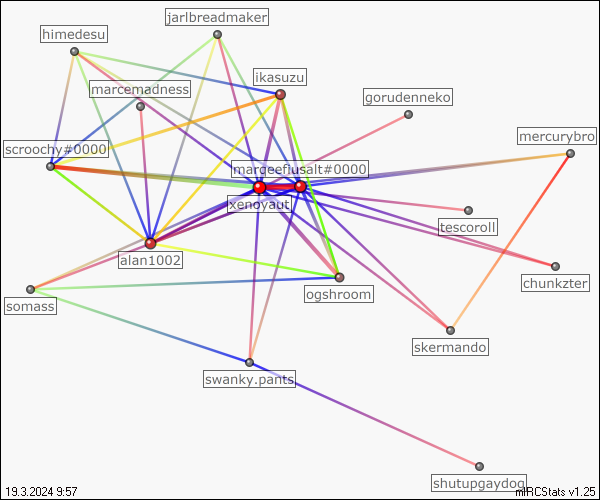 jarlbreadmaker
himedesu
ikasuzu
marcemadness
gorudenneko
mercurybro
scroochy#0000
mardeefiusalt#0000
xenoyaut
tescoroll
alan1002
chunkzter
ogshroom
somass
skermando
swanky.pants
shutupgaydog
19.3.2024 9:57
mIRCStats v1.25